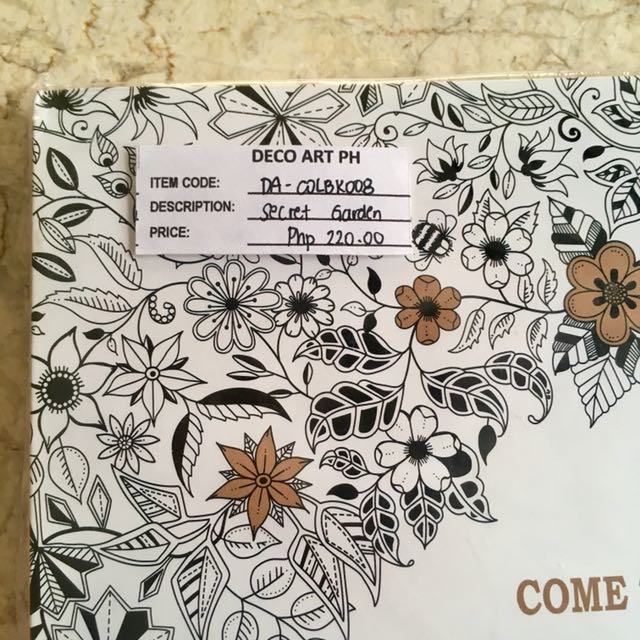 DECO ART PH
ITEM CODE: DA-COLBK008
DESCRIPTION: Secret Garden
PRICE: Php 220.00
COME